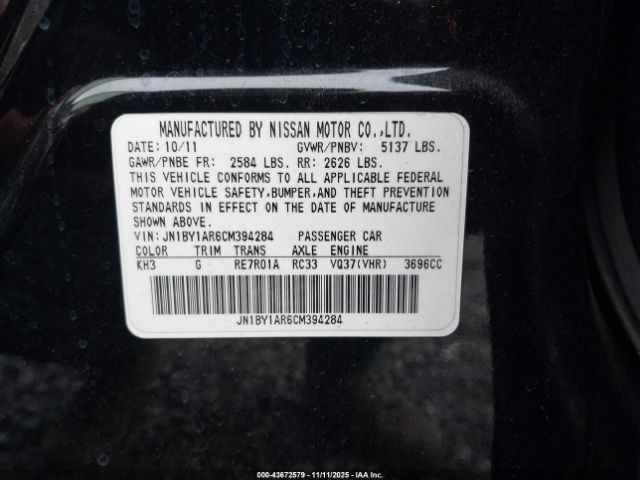 MANUFACTURED BY NISSAN MOTOR CO.,LTD.
DATE: 10/11 GVWR/PNBV: 5137 LBS.
GAWR/PNBE FR: 2584 LBS. RR: 2626 LBS.
THIS VEHICLE CONFORMS TO ALL APPLICABLE FEDERAL
MOTOR VEHICLE SAFETY,BUMPER,AND THEFT PREVENTION
STANDARDS IN EFFECT ON THE DATE OF MANUFACTURE
SHOWN ABOVE.
VIN: JN1BY1AR6CM394284 PASSENGER CAR
COLOR TRIM TRANS AXLE ENGINE
KH3 G RE7R01A RC33 VQ37(VHR) 3696CC
JN1BY1AR6CM394284
000-43672579 - 11/11/2025 - IAA Inc.